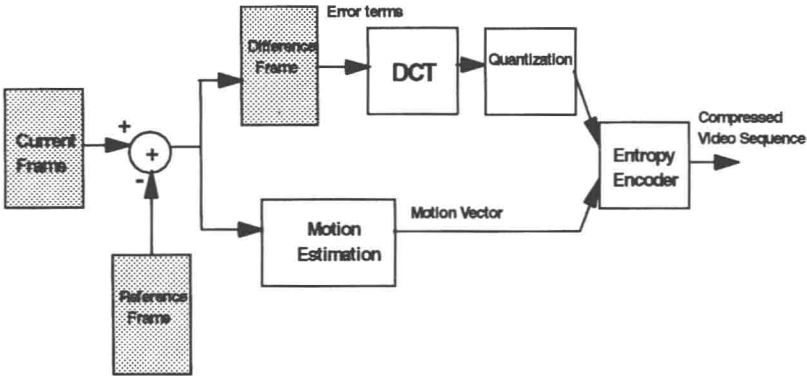 Error terms
Difference
Frame
DCT
Quantization
Current
Frame
+
+
-
Compressed
Video Sequence
Entropy
Encoder
Motion
Estimation
Motion Vector
Reference
Frame